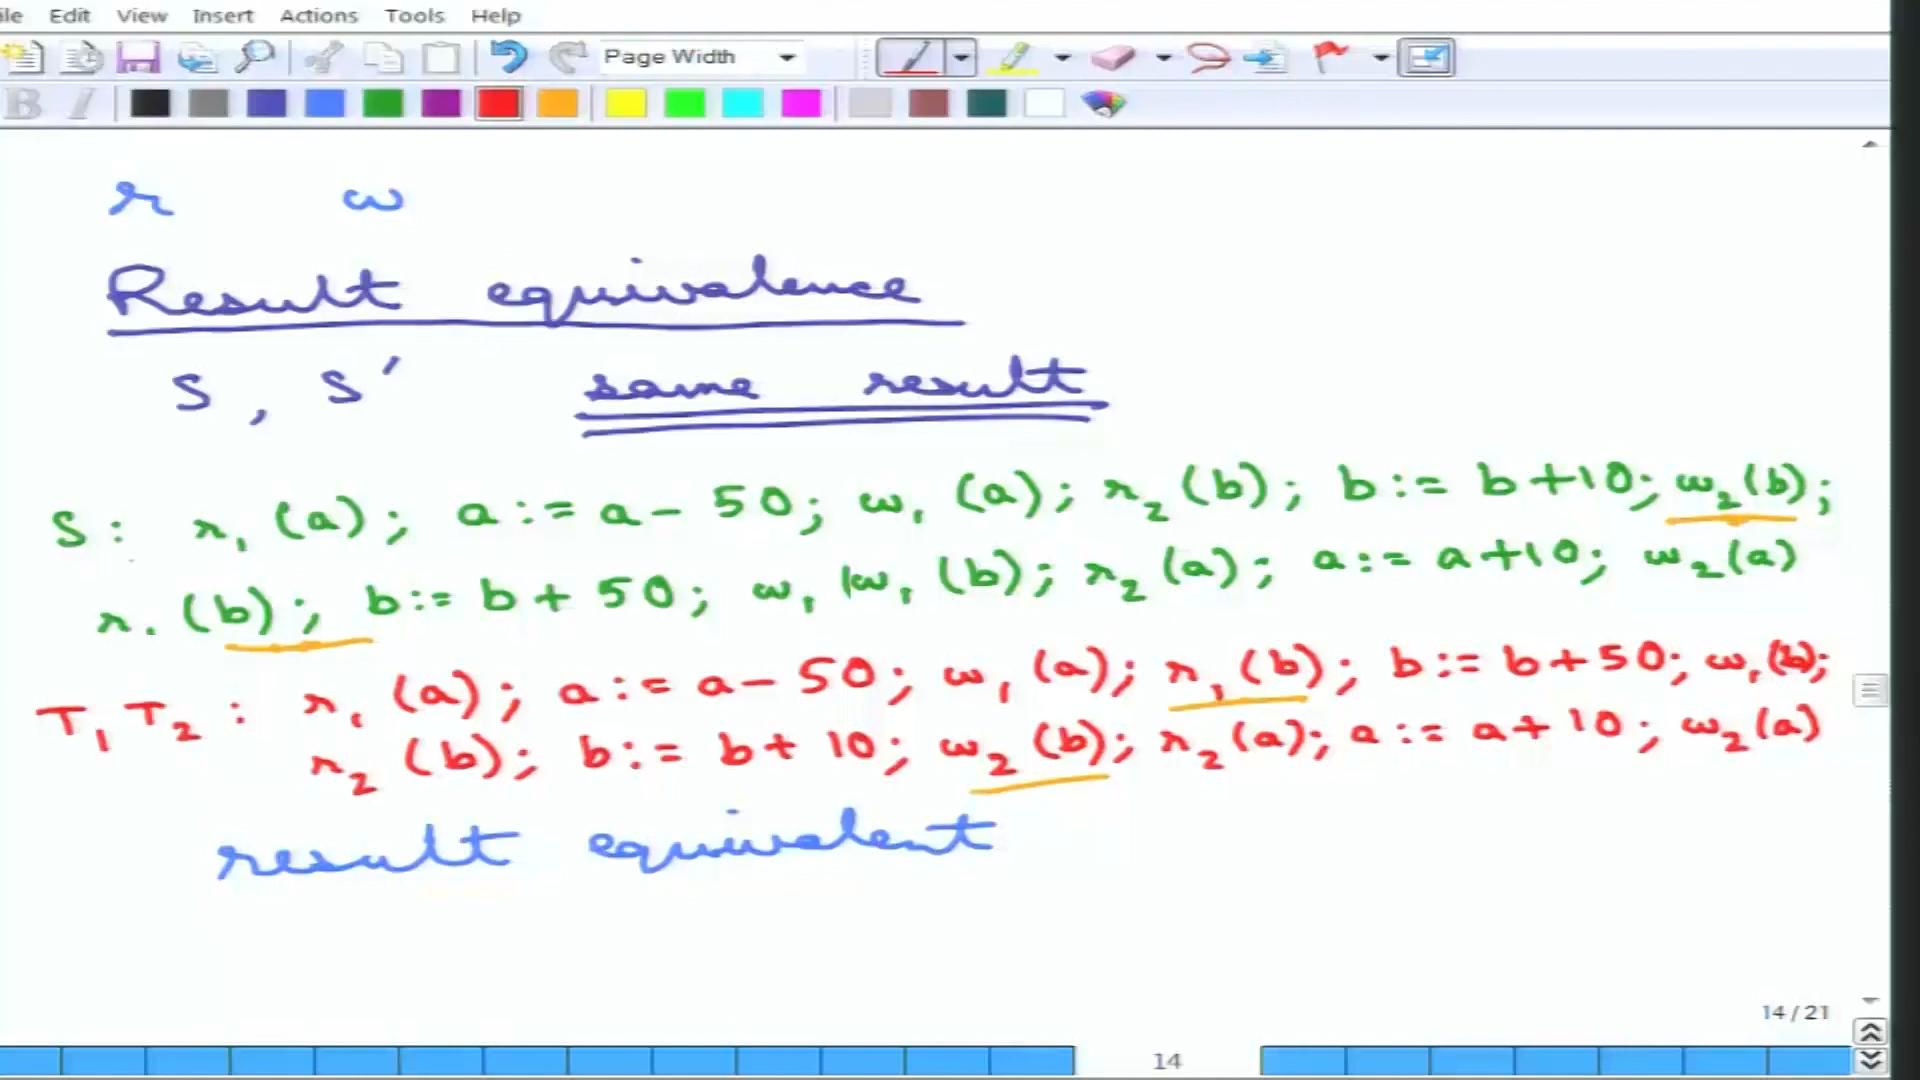 ile Edit View Insert Actions Tools Help
Page Width
B I
r w
Result equivalence
S, S' same result
S: r₁(a); a:=a-50; w₁(a); r₂(b); b:=b+10; w₂(b);
r₁(b); b:=b+50; w₁ w₁(b); r₂(a); a:=a+10; w₂(a)
T₁T₂: r₁(a); a:=a-50; w₁(a); r₁(b); b:=b+50; w₁(b);
r₂(b); b:=b+10; w₂(b); r₂(a); a:=a+10; w₂(a)
result equivalent
14 / 21
14